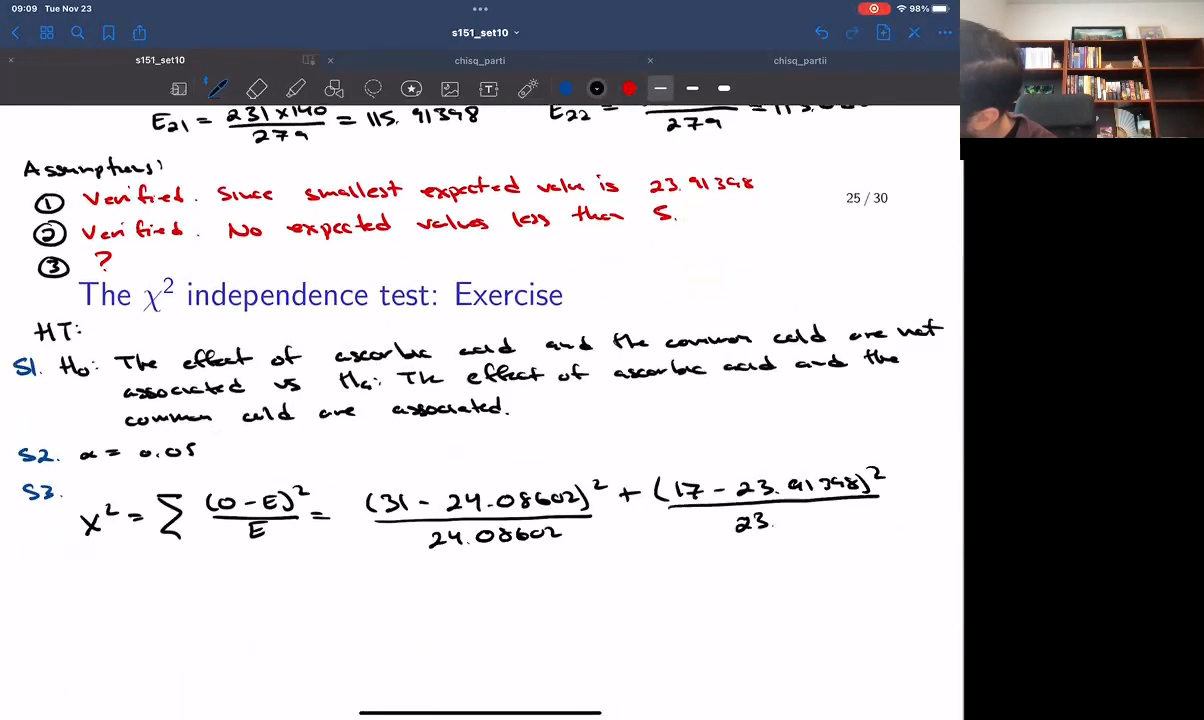 09:09 Tue Nov 23
98%
s151_set10
s151_set10 chisq_parti chisq_partii
E21 = 231×140 / 279 = 115.91398 E22 = / 279
Assumptions:
① Verified. Since smallest expected value is 23.91398
25 / 30
② Verified. No expected values less than 5.
③ ?
The χ² independence test: Exercise
HT:
S1. H0: The effect of ascorbic acid and the common cold are not
associated vs Ha: The effect of ascorbic acid and the
common cold are associated.
S2. α = 0.05
S3.
χ² = Σ (O - E)² / E = (31 - 24.08602)² / 24.08602 + (17 - 23.91398)² / 23.